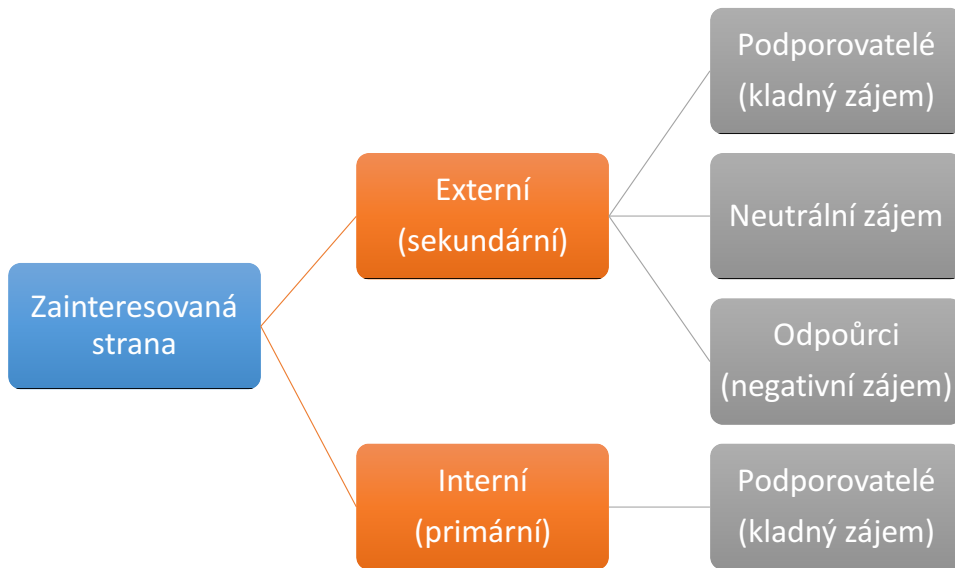 Zainteresovaná
strana
Externí
(sekundární)
Podporovatelé
(kladný zájem)
Neutrální zájem
Odpoůrci
(negativní zájem)
Interní
(primární)
Podporovatelé
(kladný zájem)